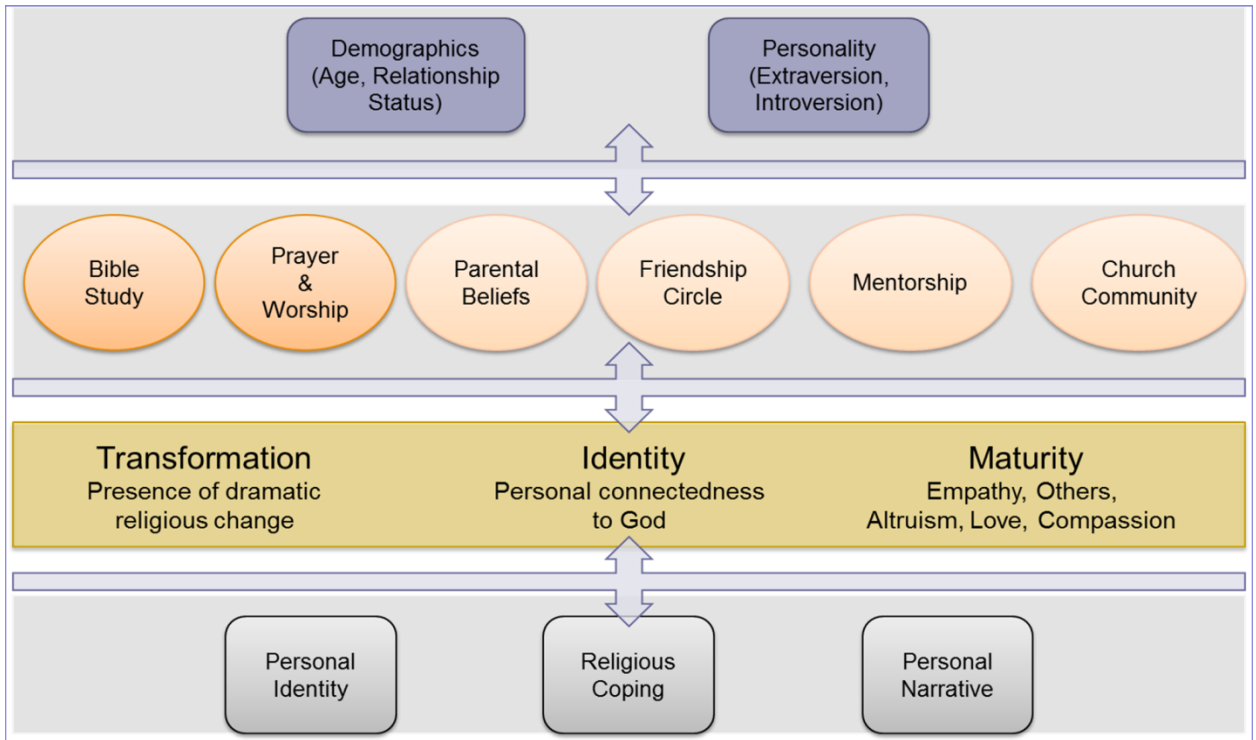 Demographics
(Age, Relationship
Status)
Personality
(Extraversion,
Introversion)
Bible
Study
Prayer
&
Worship
Parental
Beliefs
Friendship
Circle
Mentorship
Church
Community
Transformation
Presence of dramatic
religious change
Identity
Personal connectedness
to God
Maturity
Empathy, Others,
Altruism, Love, Compassion
Personal
Identity
Religious
Coping
Personal
Narrative